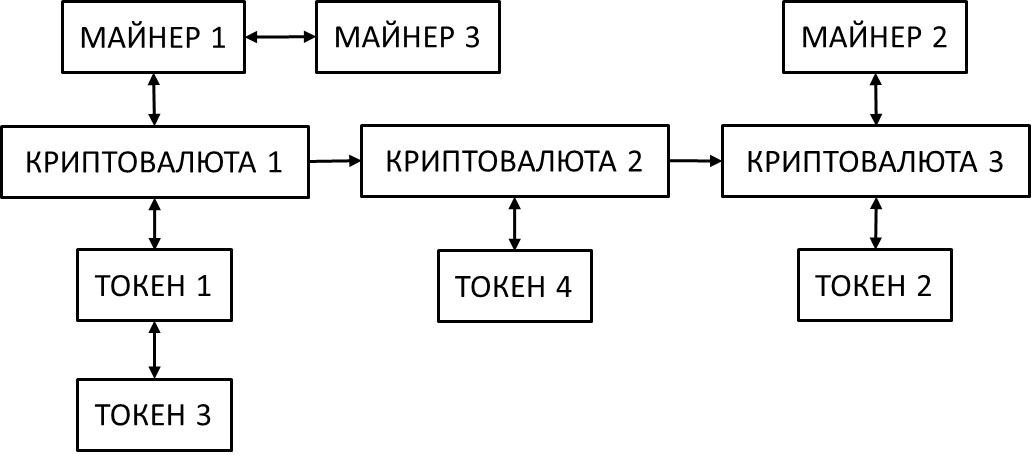 МАЙНЕР 1
МАЙНЕР 3
МАЙНЕР 2
КРИПТОВАЛЮТА 1
КРИПТОВАЛЮТА 2
КРИПТОВАЛЮТА 3
ТОКЕН 1
ТОКЕН 4
ТОКЕН 2
ТОКЕН 3